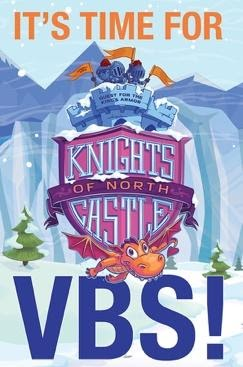 IT'S TIME FOR
QUEST FOR THE
KING'S ARMOR
KNIGHTS
OF NORTH
CASTLE
VBS!